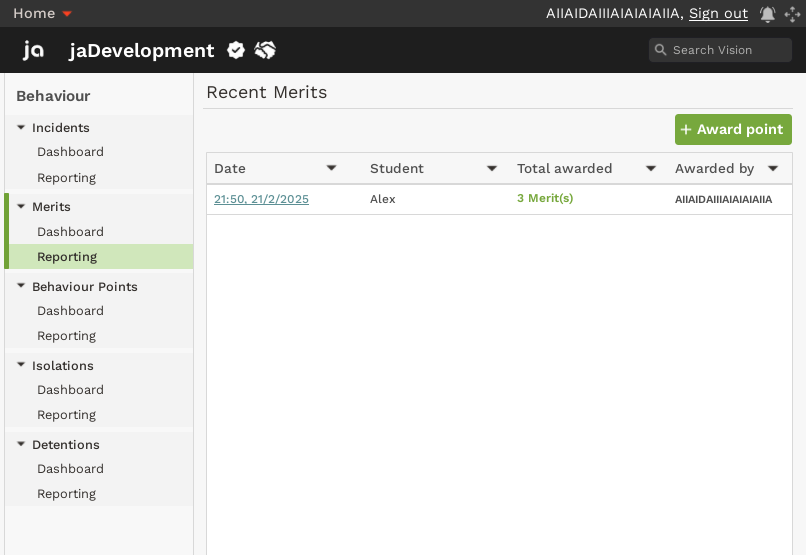 Home
AIIAIDAIIIAIAIAIAIIA, Sign out
ja jaDevelopment
Search Vision
Behaviour
Incidents
Dashboard
Reporting
Merits
Dashboard
Reporting
Behaviour Points
Dashboard
Reporting
Isolations
Dashboard
Reporting
Detentions
Dashboard
Reporting
Recent Merits
+ Award point
Date Student Total awarded Awarded by
21:50, 21/2/2025 Alex 3 Merit(s) AIIAIDAIIIAIAIAIAIIA